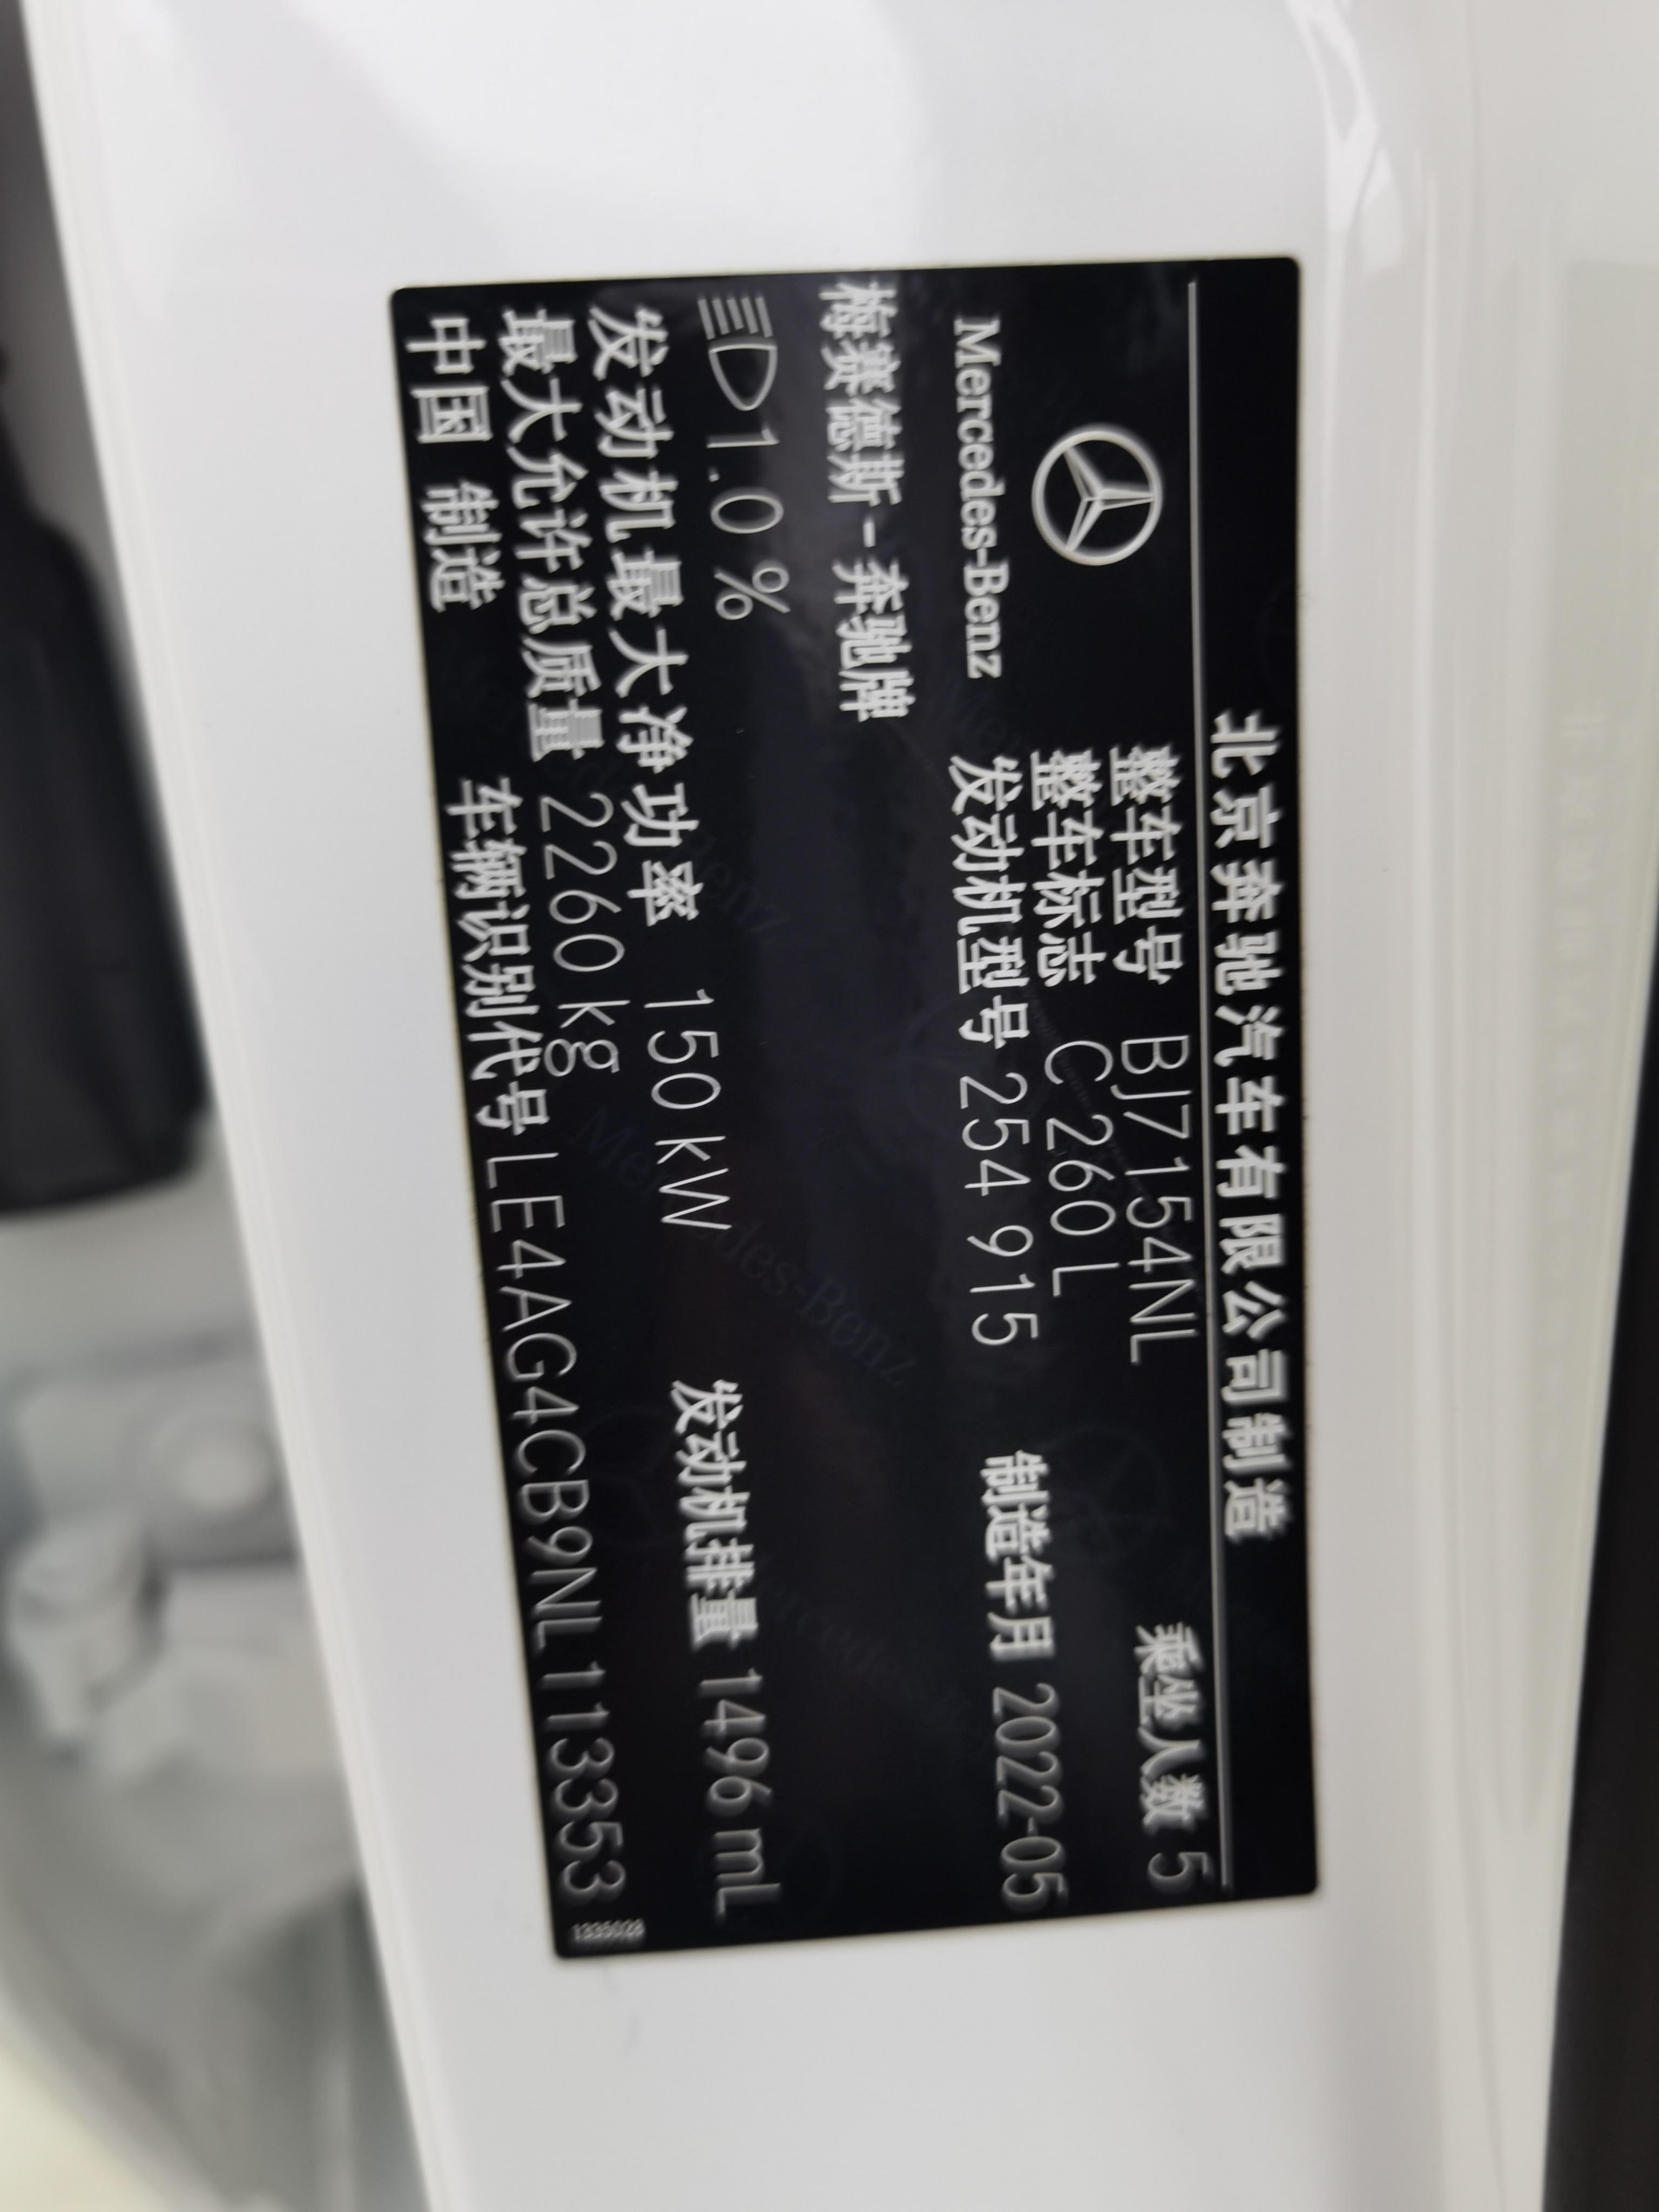 北京奔驰汽车有限公司制造
整车型号 BJ7154NL 乘坐人数 5
整车标志 C 260 L
Mercedes-Benz 发动机型号 254 915 制造年月 2022-05
梅赛德斯-奔驰牌
1.0 %
发动机最大净功率 150 kW 发动机排量 1496 mL
最大允许总质量 2260 kg
中国 制造 车辆识别代号 LE4AG4CB9NL113353
1335028